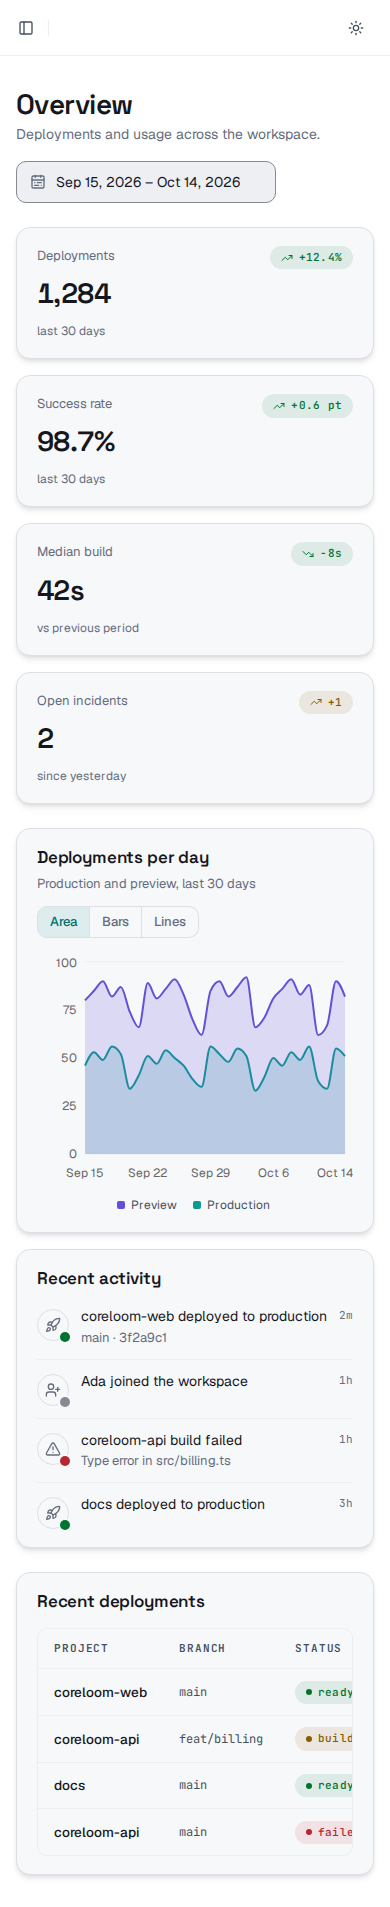 Overview
Deployments and usage across the workspace.
Sep 15, 2026 – Oct 14, 2026
Deployments
+12.4%
1,284
last 30 days
Success rate
+0.6 pt
98.7%
last 30 days
Median build
-8s
42s
vs previous period
Open incidents
+1
2
since yesterday
Deployments per day
Production and preview, last 30 days
Area Bars Lines
100
75
50
25
0
Sep 15 Sep 22 Sep 29 Oct 6 Oct 14
Preview Production
Recent activity
coreloom-web deployed to production 2m
main · 3f2a9c1
Ada joined the workspace 1h
coreloom-api build failed 1h
Type error in src/billing.ts
docs deployed to production 3h
Recent deployments
PROJECT BRANCH STATUS
coreloom-web main ready
coreloom-api feat/billing build
docs main ready
coreloom-api main faile